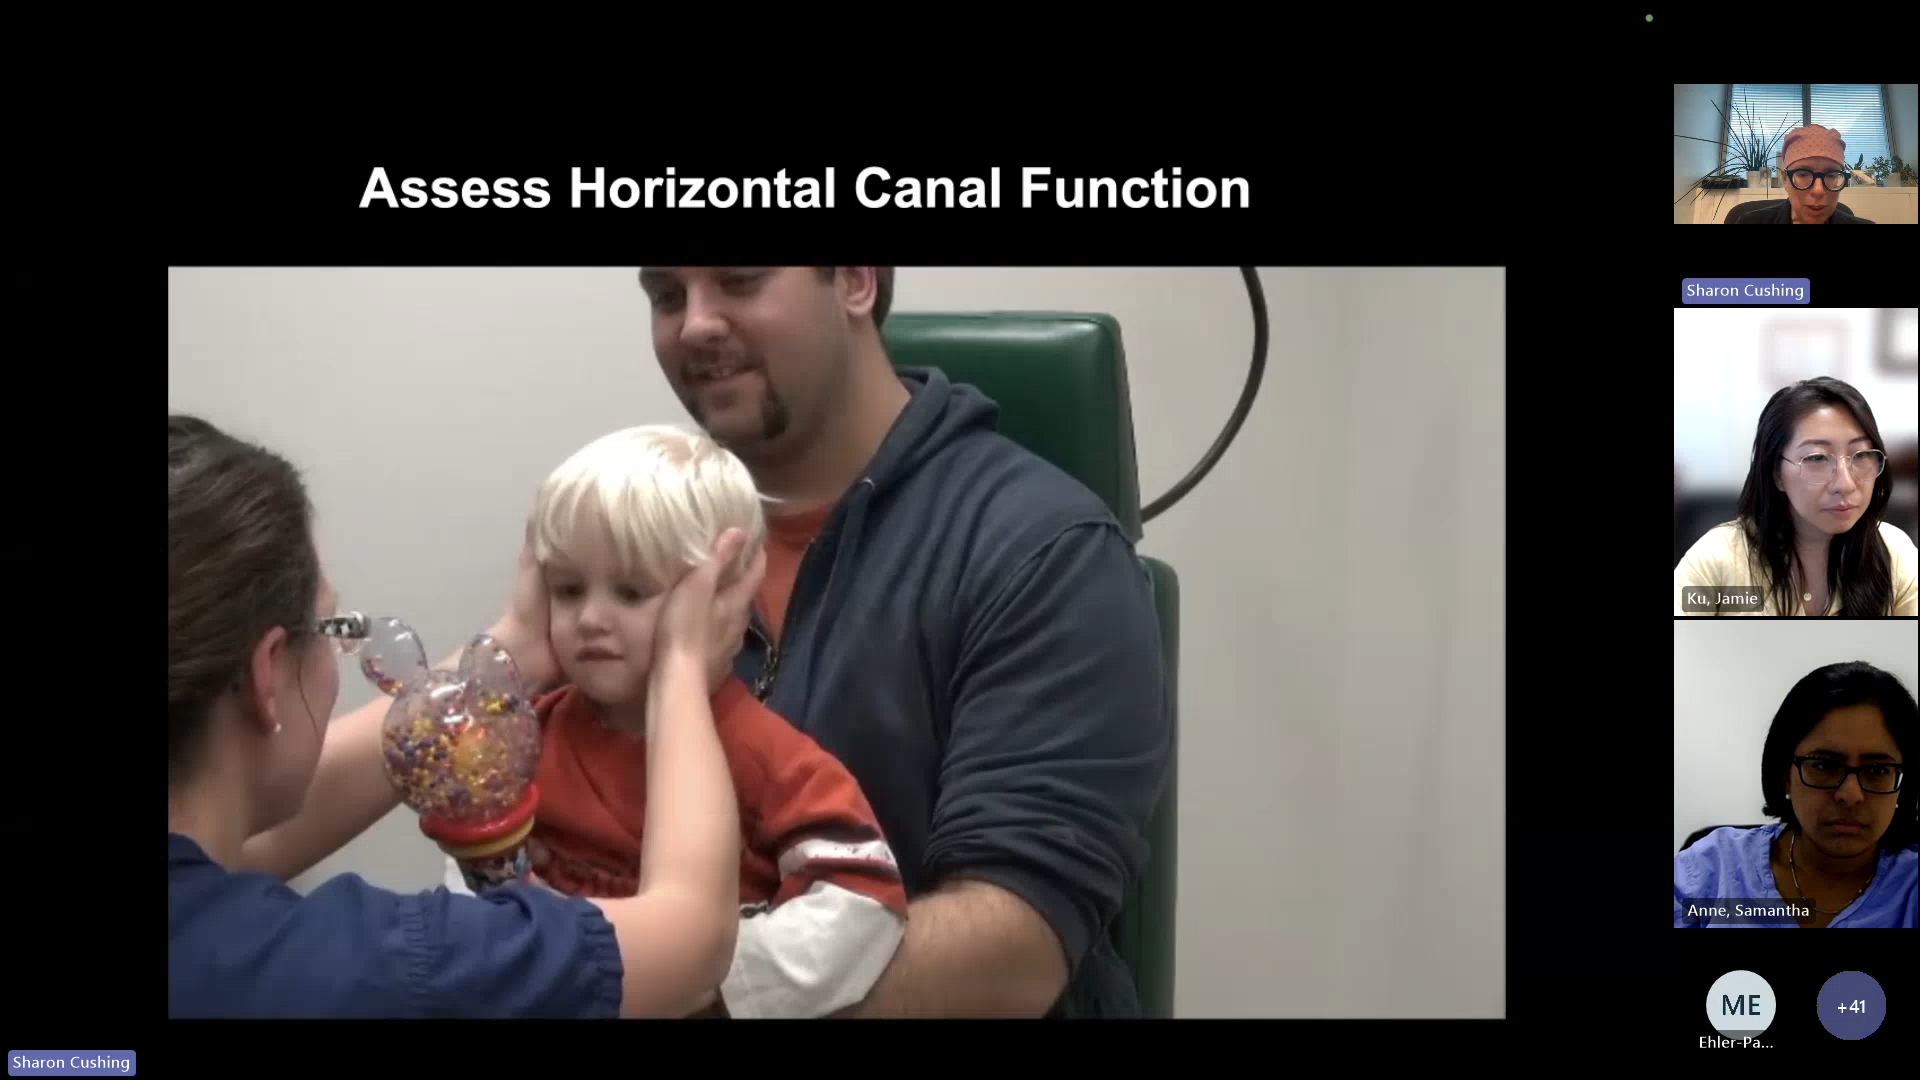 Assess Horizontal Canal Function
Sharon Cushing
Ku, Jamie
Anne, Samantha
ME
+41
Ehler-Pa...
Sharon Cushing